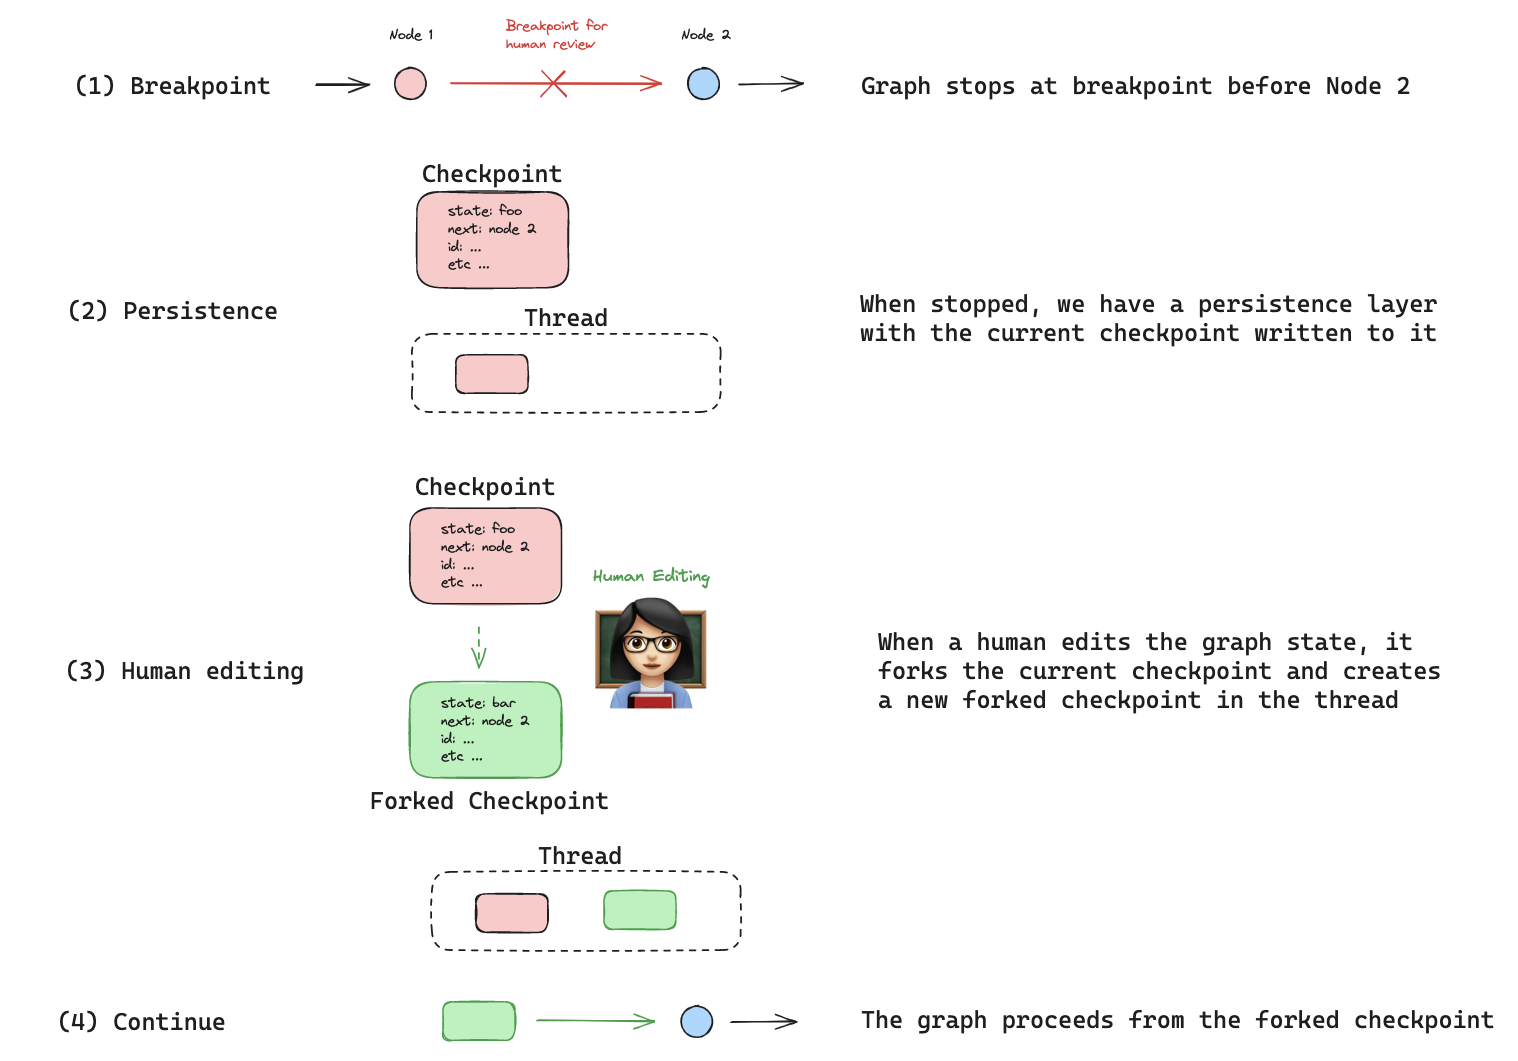 Node 1
Breakpoint for
human review
Node 2
(1) Breakpoint
Graph stops at breakpoint before Node 2
Checkpoint
state: foo
next: node 2
id: ...
etc ...
(2) Persistence
When stopped, we have a persistence layer
with the current checkpoint written to it
Thread
Checkpoint
state: foo
next: node 2
id: ...
etc ...
Human Editing
(3) Human editing
When a human edits the graph state, it
forks the current checkpoint and creates
a new forked checkpoint in the thread
state: bar
next: node 2
id: ...
etc ...
Forked Checkpoint
Thread
(4) Continue
The graph proceeds from the forked checkpoint